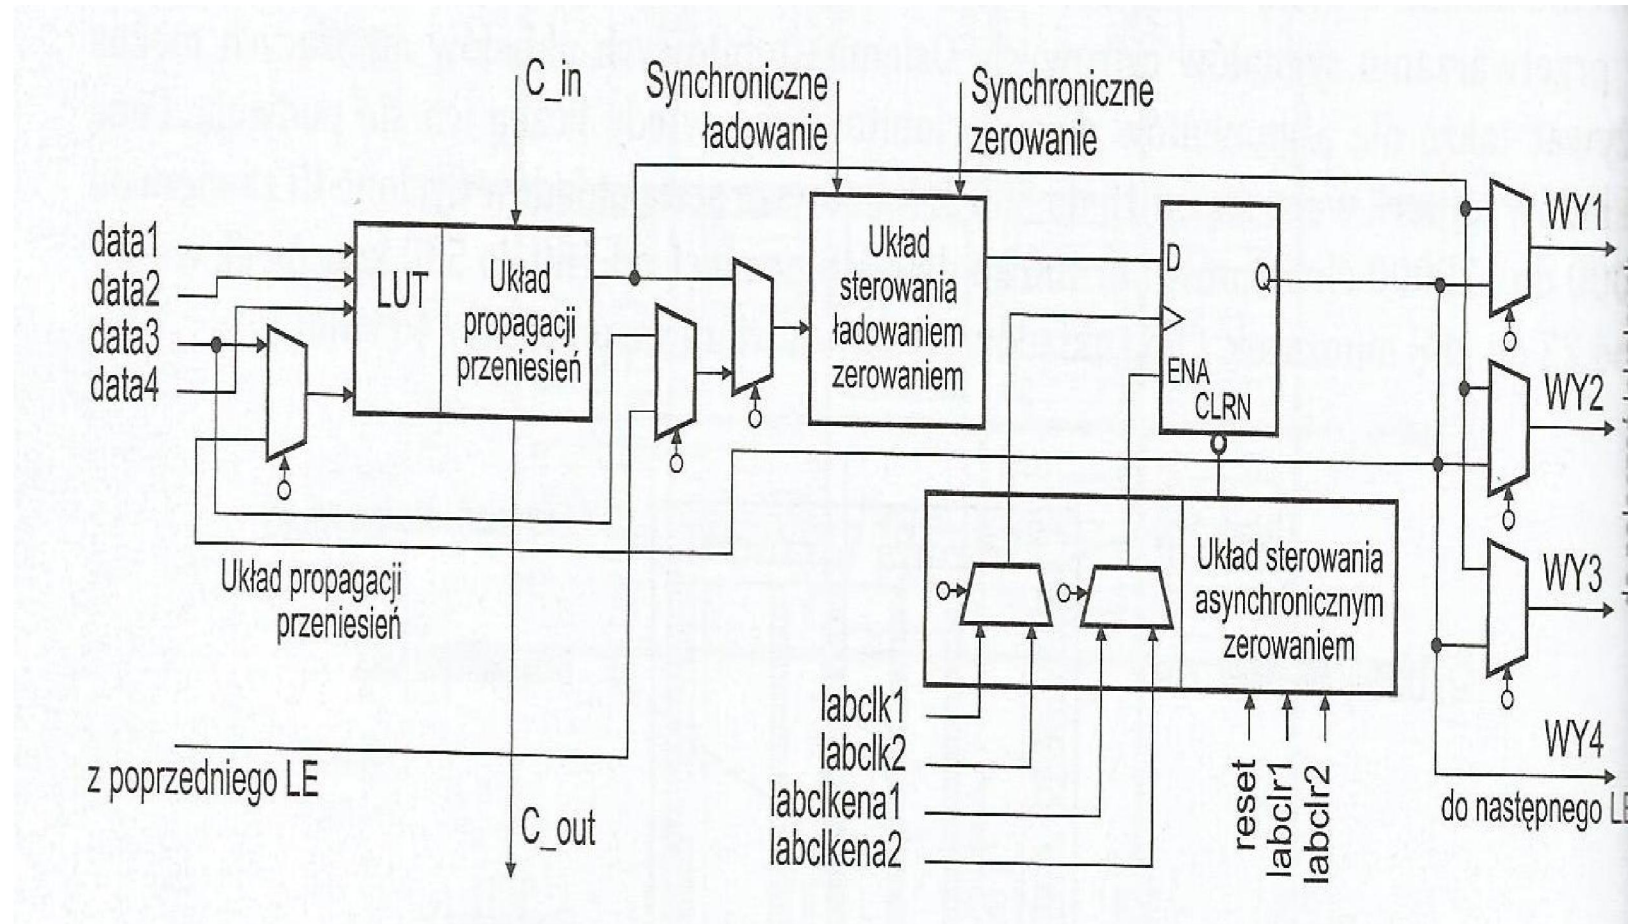 C_in
Synchroniczne
ładowanie
Synchroniczne
zerowanie
data1
data2
data3
data4
LUT
Układ
propagacji
przeniesień
Układ
sterowania
ładowaniem
zerowaniem
D
Q
ENA
CLRN
WY1
WY2
WY3
WY4
do następnego LE
Układ propagacji
przeniesień
Układ sterowania
asynchronicznym
zerowaniem
labclk1
labclk2
labclkena1
labclkena2
reset
labclr1
labclr2
z poprzedniego LE
C_out